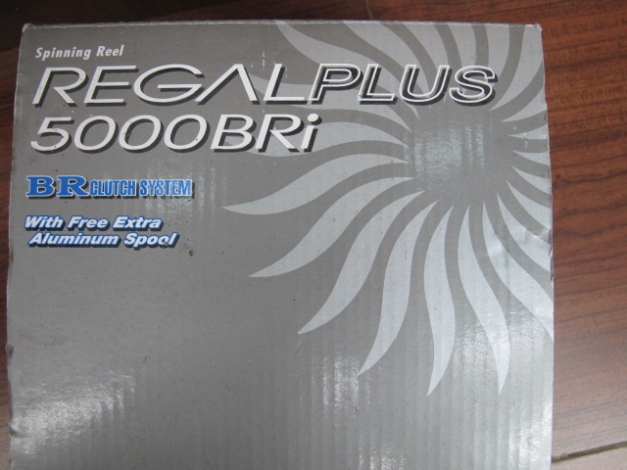 Spinning Reel
REGALPLUS
5000BRi
BR CLUTCH SYSTEM
With Free Extra
Aluminum Spool